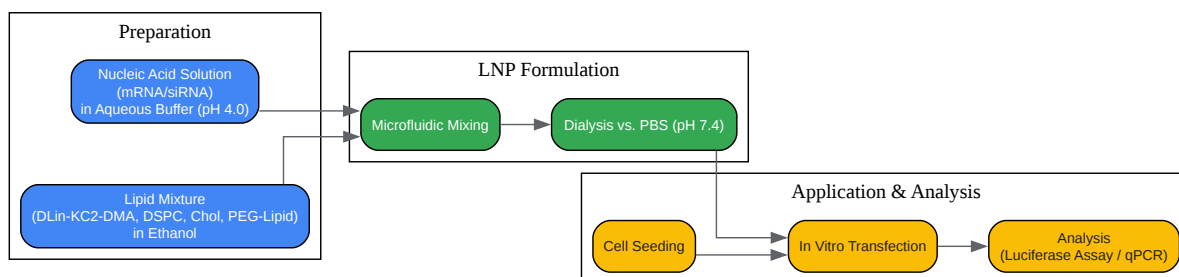 Preparation
Nucleic Acid Solution
(mRNA/siRNA)
in Aqueous Buffer (pH 4.0)
Lipid Mixture
(DLin-KC2-DMA, DSPC, Chol, PEG-Lipid)
in Ethanol
LNP Formulation
Microfluidic Mixing
Dialysis vs. PBS (pH 7.4)
Application & Analysis
Cell Seeding
In Vitro Transfection
Analysis
(Luciferase Assay / qPCR)